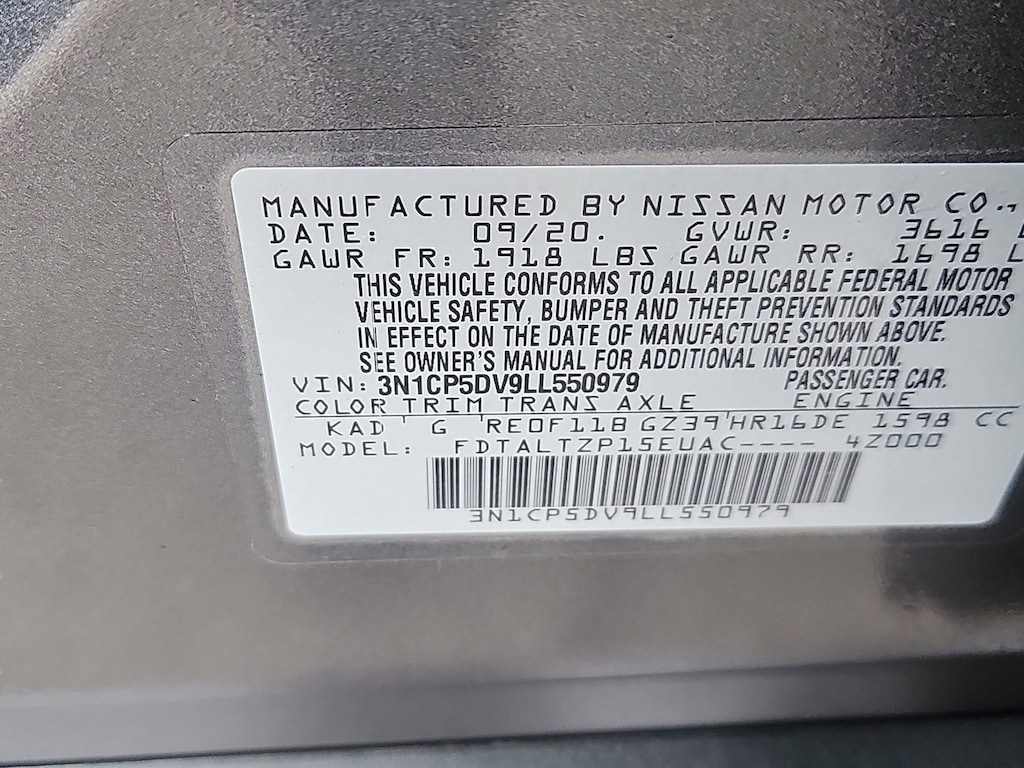 MANUFACTURED BY NISSAN MOTOR CO.,
DATE: 09/20. GVWR: 3616
GAWR FR: 1918 LBS GAWR RR: 1698 L
THIS VEHICLE CONFORMS TO ALL APPLICABLE FEDERAL MOTOR
VEHICLE SAFETY, BUMPER AND THEFT PREVENTION STANDARDS
IN EFFECT ON THE DATE OF MANUFACTURE SHOWN ABOVE.
SEE OWNER'S MANUAL FOR ADDITIONAL INFORMATION.
VIN: 3N1CP5DV9LL550979 PASSENGER CAR.
COLOR TRIM TRANS AXLE ENGINE
KAD G RE0F11B GZ39 HR16DE 1598 CC
MODEL: FDTALTZP15EUAC---- 4Z000
3N1CP5DV9LL550979